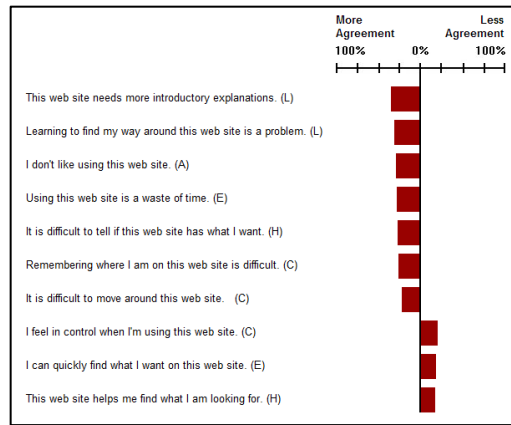 More Less
Agreement Agreement
100% 0% 100%
This web site needs more introductory explanations. (L)
Learning to find my way around this web site is a problem. (L)
I don't like using this web site. (A)
Using this web site is a waste of time. (E)
It is difficult to tell if this web site has what I want. (H)
Remembering where I am on this web site is difficult. (C)
It is difficult to move around this web site. (C)
I feel in control when I'm using this web site. (C)
I can quickly find what I want on this web site. (E)
This web site helps me find what I am looking for. (H)